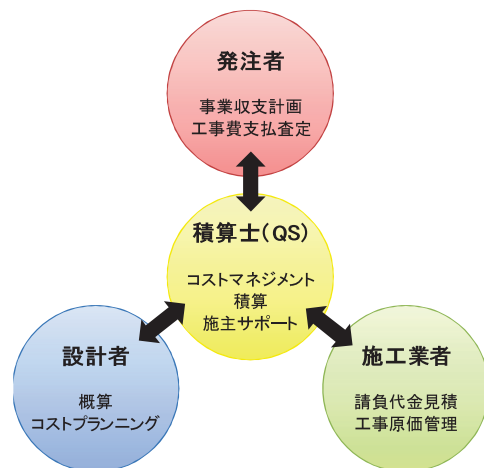 発注者
事業収支計画
工事費支払査定
積算士(QS)
コストマネジメント
積算
施主サポート
設計者
概算
コストプランニング
施工業者
請負代金見積
工事原価管理